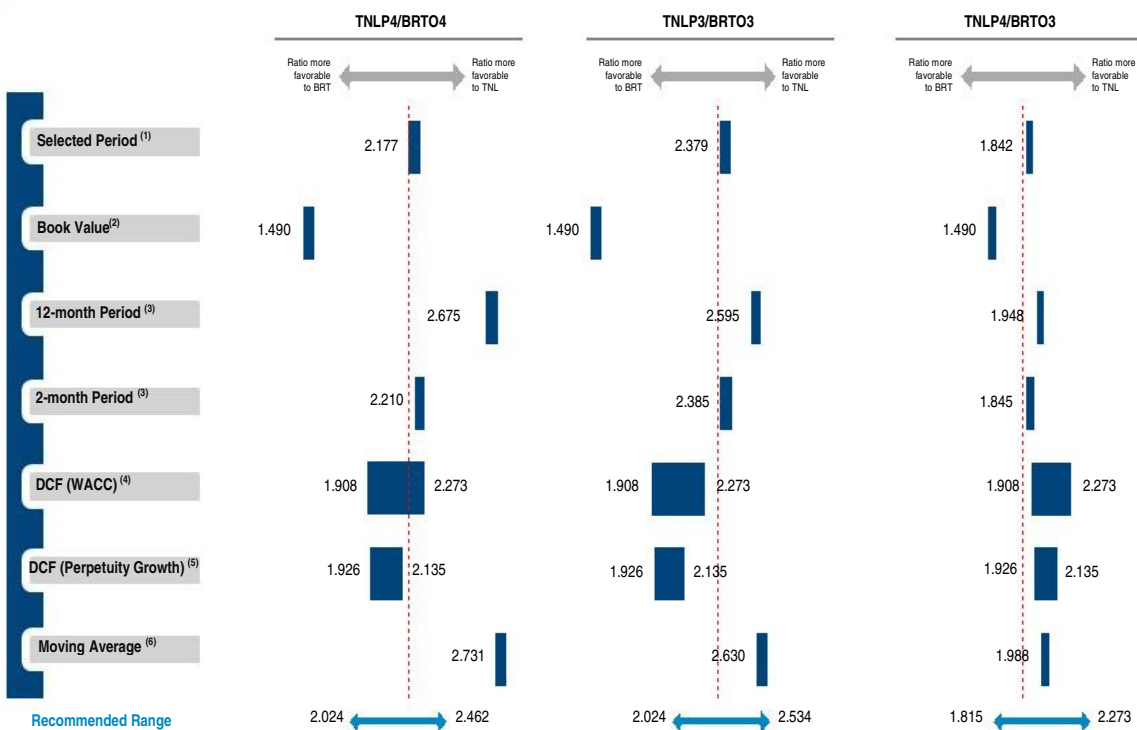 TNLP4/BRTO4 TNLP3/BRTO3 TNLP4/BRTO3
Ratio more Ratio more Ratio more Ratio more Ratio more Ratio more
favorable favorable favorable favorable favorable favorable
to BRT to TNL to BRT to TNL to BRT to TNL
Selected Period (1) 2.177 2.379 1.842
Book Value(2) 1.490 1.490 1.490
12-month Period (3) 2.675 2.595 1.948
2-month Period (3) 2.210 2.385 1.845
DCF (WACC) (4) 1.908 2.273 1.908 2.273 1.908 2.273
DCF (Perpetuity Growth) (5) 1.926 2.135 1.926 2.135 1.926 2.135
Moving Average (6) 2.731 2.630 1.988
Recommended Range 2.024 2.462 2.024 2.534 1.815 2.273